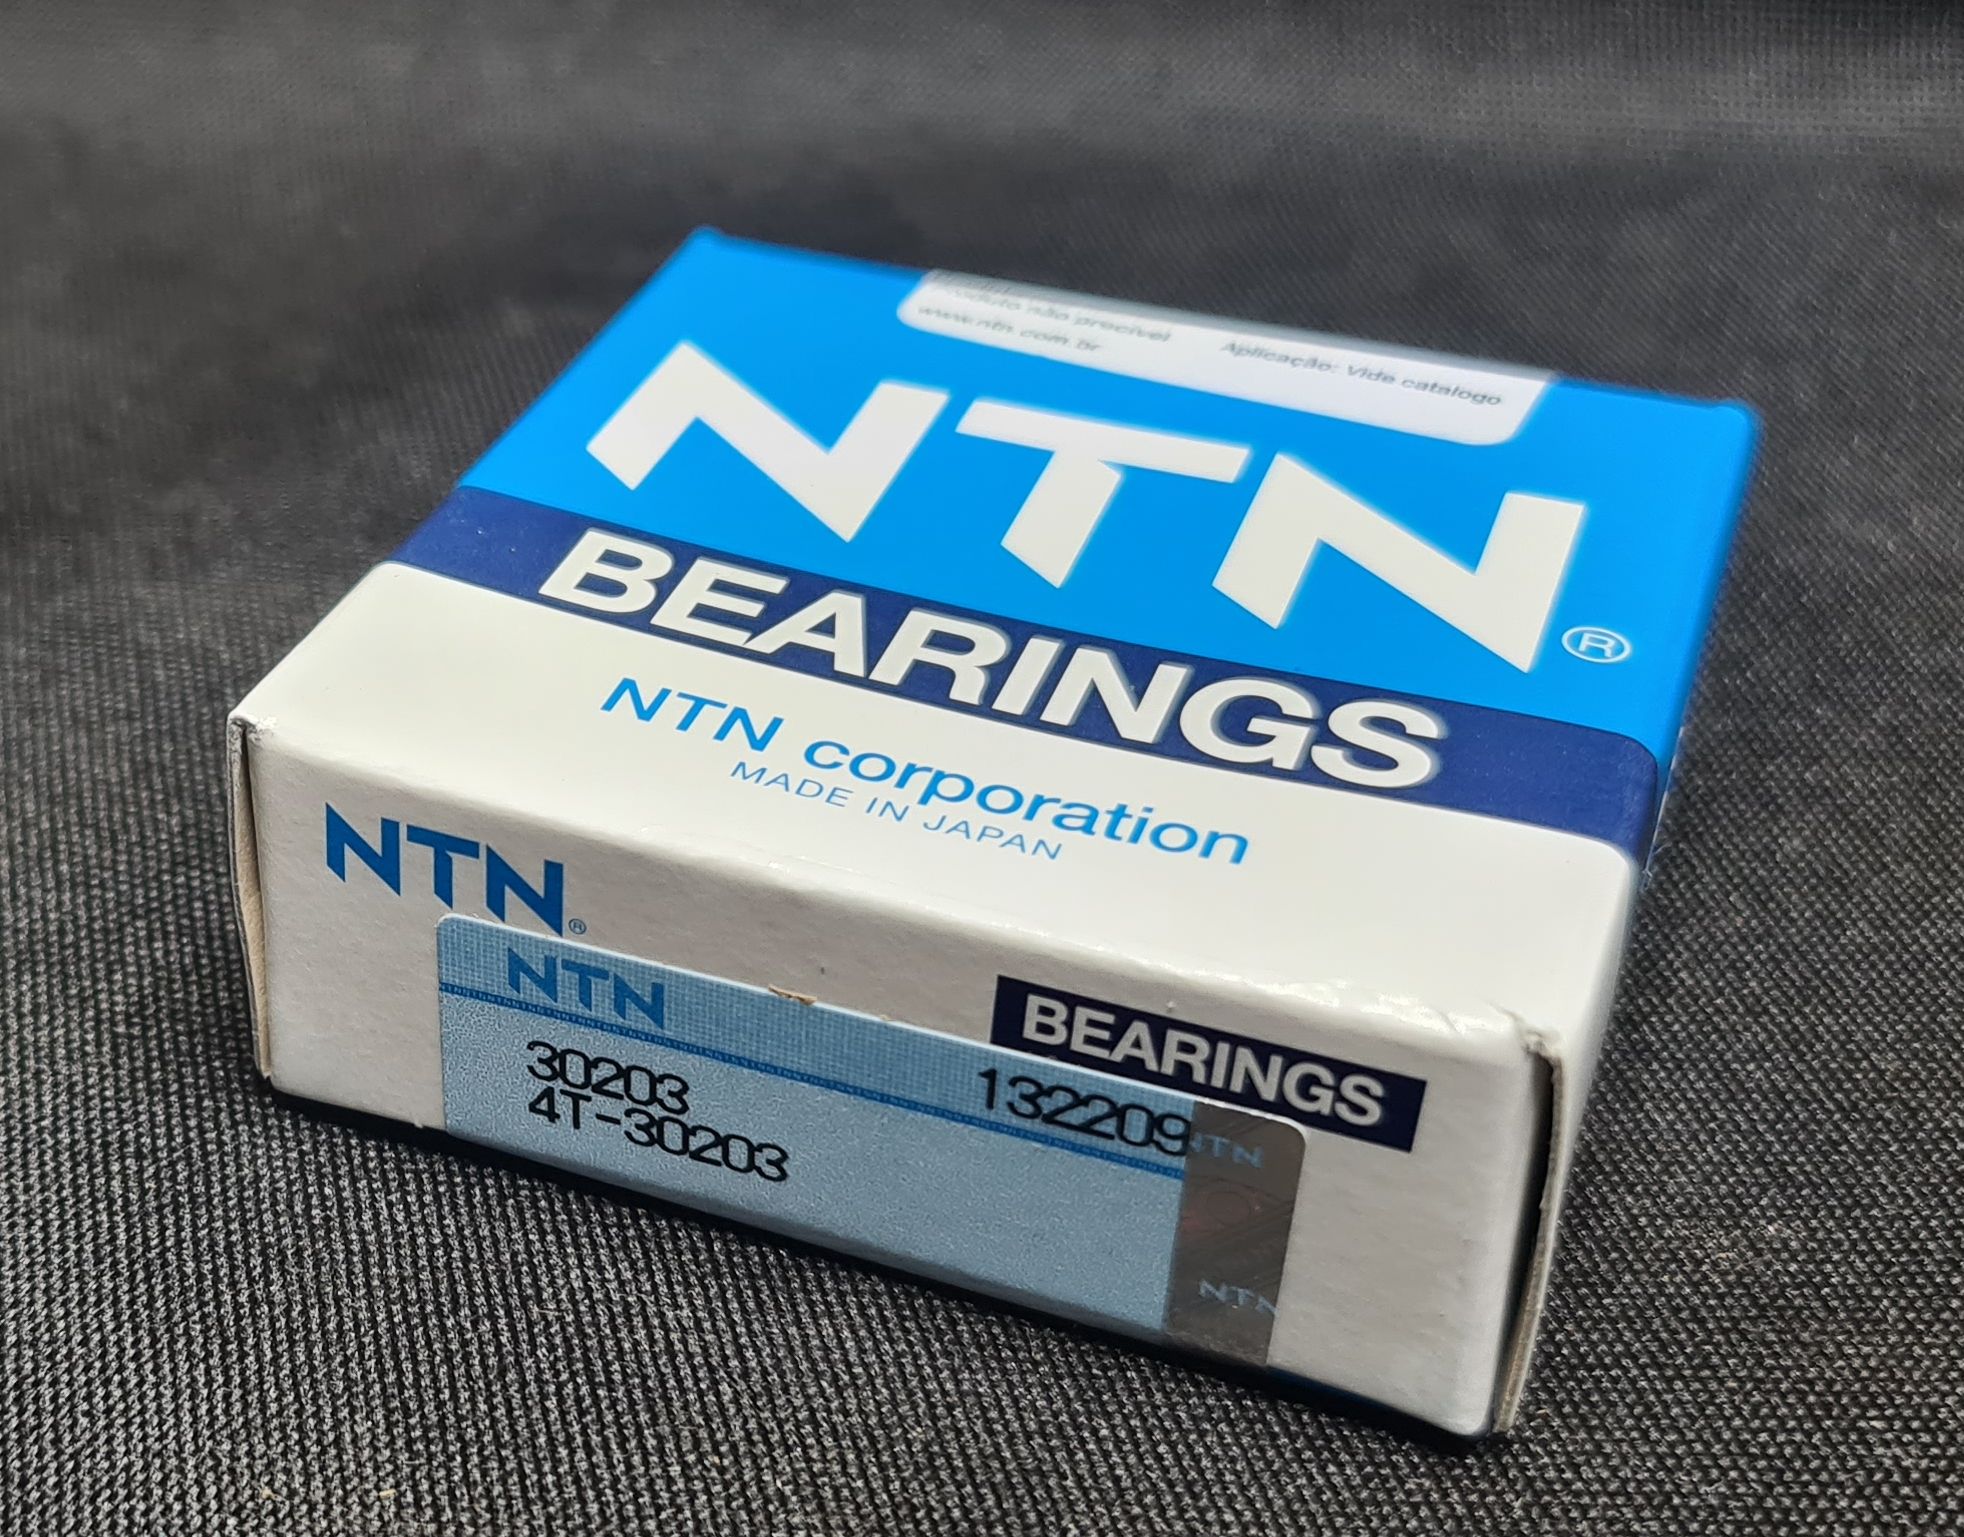 Produto não precível
www.ntn.com.br
Aplicação: Vide catalogo
NTN®
BEARINGS
NTN corporation
MADE IN JAPAN
NTN®
BEARINGS
NTN
30203
132209
4T-30203
NTN
NTN